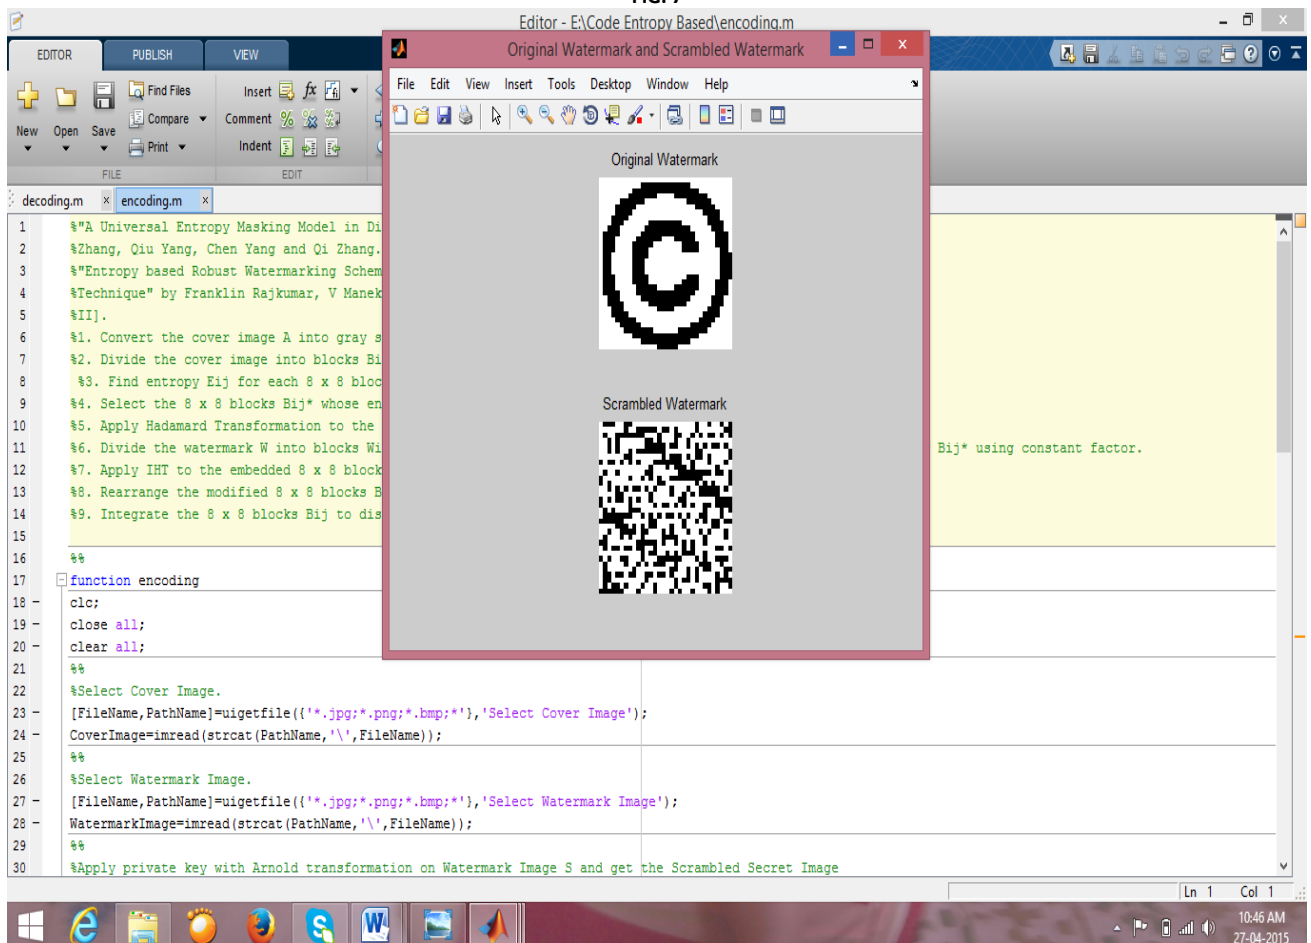 Editor - E:\Code Entropy Based\encoding.m
EDITOR PUBLISH VIEW
Find Files
Compare
Print
New Open Save
Insert fx
Comment
Indent
FILE
EDIT
decoding.m × encoding.m ×
Original Watermark and Scrambled Watermark
File Edit View Insert Tools Desktop Window Help
Original Watermark
©
Scrambled Watermark
1 %"A Universal Entropy Masking Model in Di
2 %Zhang, Qiu Yang, Chen Yang and Qi Zhang.
3 %"Entropy based Robust Watermarking Schem
4 %Technique" by Franklin Rajkumar, V Manek
5 %II].
6 %1. Convert the cover image A into gray s
7 %2. Divide the cover image into blocks Bi
8 %3. Find entropy Eij for each 8 x 8 bloc
9 %4. Select the 8 x 8 blocks Bij* whose en
10 %5. Apply Hadamard Transformation to the
11 %6. Divide the watermark W into blocks Wi Bij* using constant factor.
12 %7. Apply IHT to the embedded 8 x 8 block
13 %8. Rearrange the modified 8 x 8 blocks B
14 %9. Integrate the 8 x 8 blocks Bij to dis
15
16 %%
17 function encoding
18 - clc;
19 - close all;
20 - clear all;
21 %%
22 %Select Cover Image.
23 - [FileName,PathName]=uigetfile({'*.jpg;*.png;*.bmp;*'},'Select Cover Image');
24 - CoverImage=imread(strcat(PathName,'\',FileName));
25 %%
26 %Select Watermark Image.
27 - [FileName,PathName]=uigetfile({'*.jpg;*.png;*.bmp;*'},'Select Watermark Image');
28 - WatermarkImage=imread(strcat(PathName,'\',FileName));
29 %%
30 %Apply private key with Arnold transformation on Watermark Image S and get the Scrambled Secret Image
Ln 1 Col 1
10:46 AM
27-04-2015